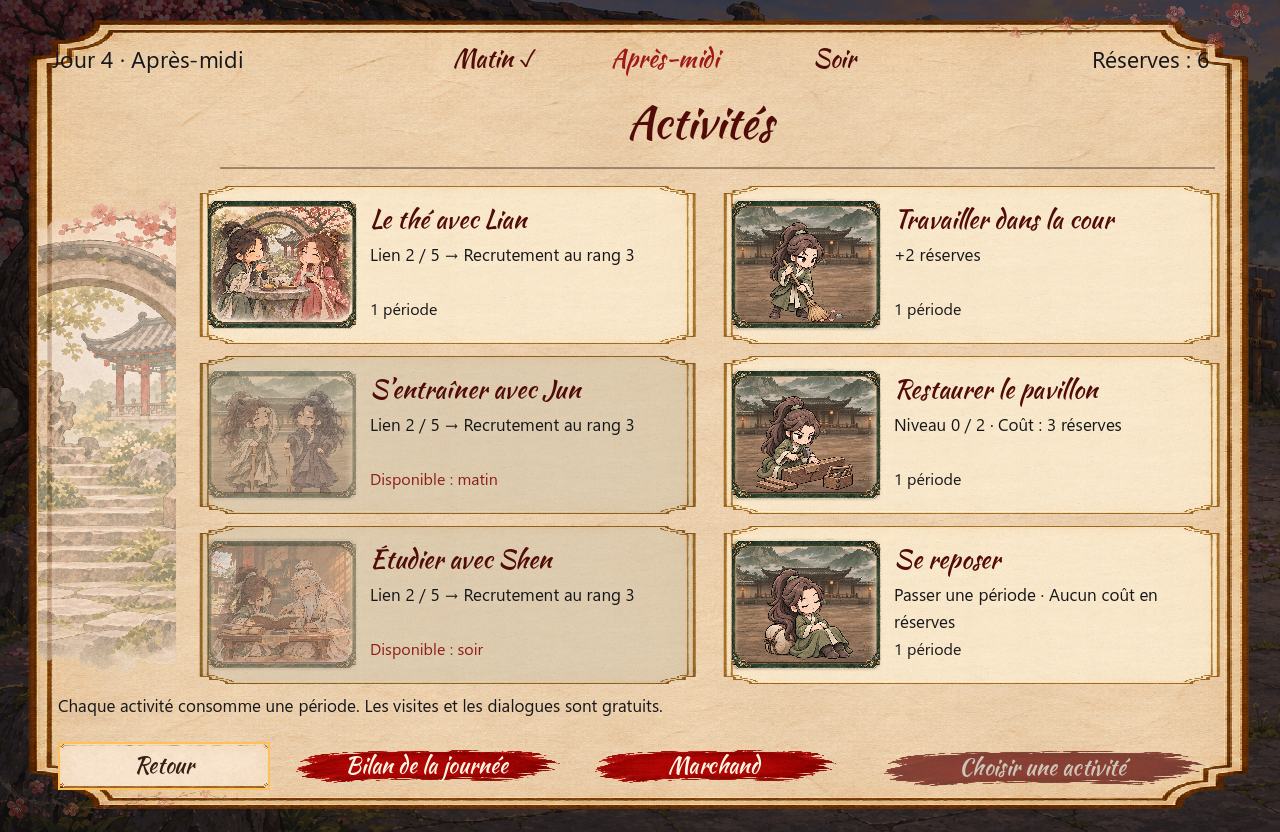 Jour 4 · Après-midi
Matin ✓
Après-midi
Soir
Réserves : 6
Activités
Le thé avec Lian
Lien 2 / 5 → Recrutement au rang 3
1 période
Travailler dans la cour
+2 réserves
1 période
S'entraîner avec Jun
Lien 2 / 5 → Recrutement au rang 3
Disponible : matin
Restaurer le pavillon
Niveau 0 / 2 · Coût : 3 réserves
1 période
Étudier avec Shen
Lien 2 / 5 → Recrutement au rang 3
Disponible : soir
Se reposer
Passer une période · Aucun coût en
réserves
1 période
Chaque activité consomme une période. Les visites et les dialogues sont gratuits.
Retour
Bilan de la journée
Marchand
Choisir une activité